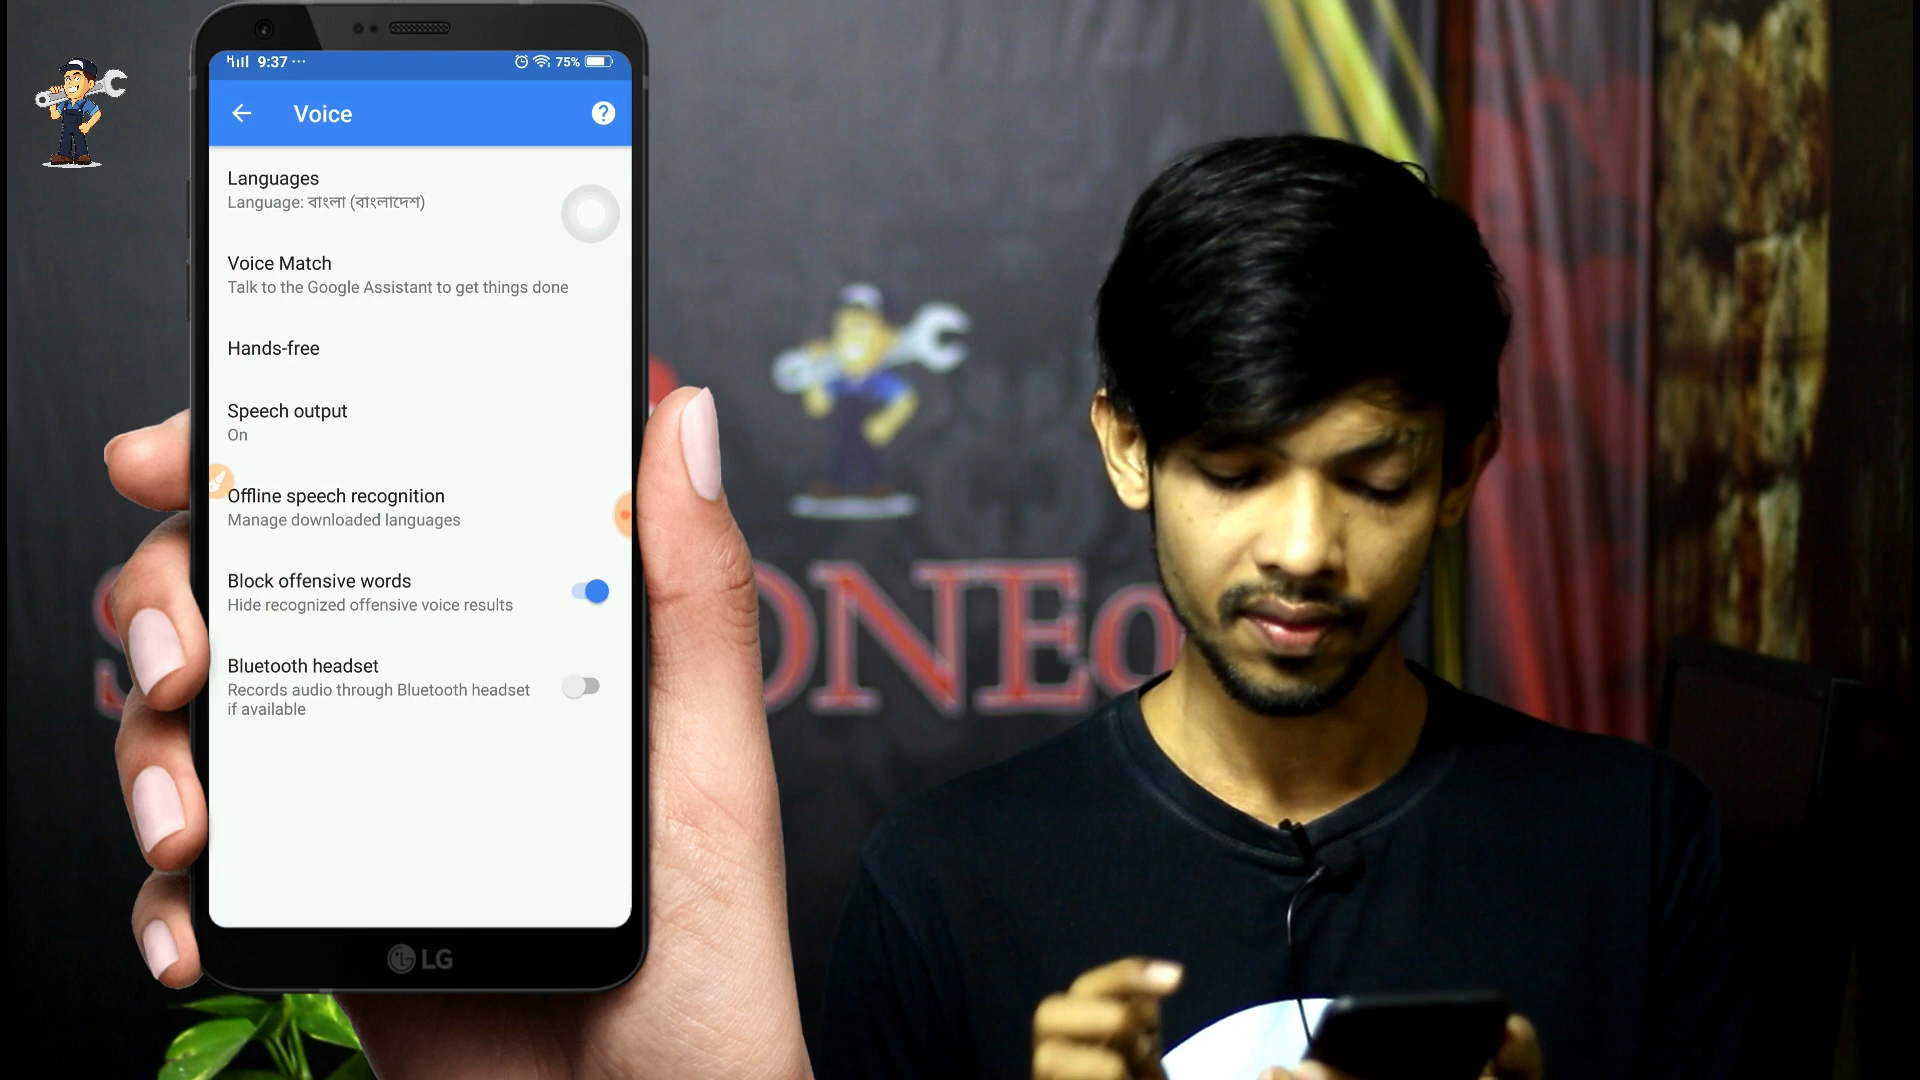 9:37 ... 75%
Voice ?
Languages
Language: বাংলা (বাংলাদেশ)
Voice Match
Talk to the Google Assistant to get things done
Hands-free
Speech output
On
Offline speech recognition
Manage downloaded languages
Block offensive words
Hide recognized offensive voice results
Bluetooth headset
Records audio through Bluetooth headset
if available
LG